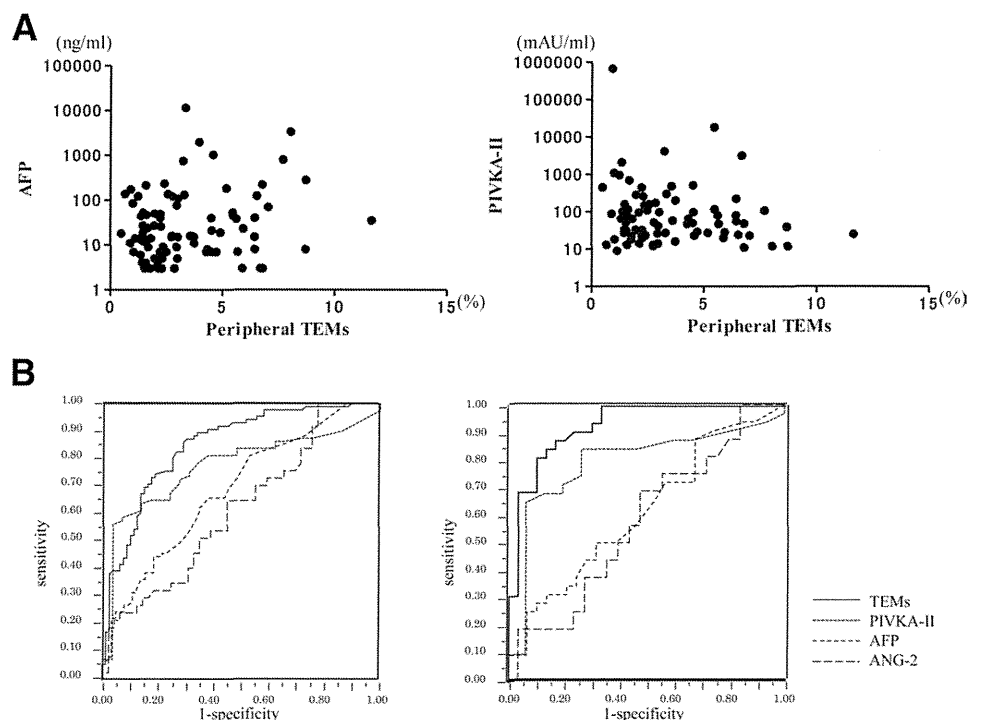 A
(ng/ml)
100000
10000
1000
100
10
1
AFP
0
5
10
15(%)
Peripheral TEMs
(mAU/ml)
1000000
100000
10000
1000
100
10
1
PIVKA-II
0
5
10
15(%)
Peripheral TEMs
B
1.00
0.90
0.80
0.70
0.60
0.50
0.40
0.30
0.20
0.10
0.00
sensitivity
0.00 0.20 0.40 0.60 0.80 1.00
1-specificity
1.00
0.90
0.80
0.70
0.60
0.50
0.40
0.30
0.20
0.10
0.00
sensitivity
0.00 0.20 0.40 0.60 0.80 1.00
1-specificity
TEMs
PIVKA-II
AFP
ANG-2